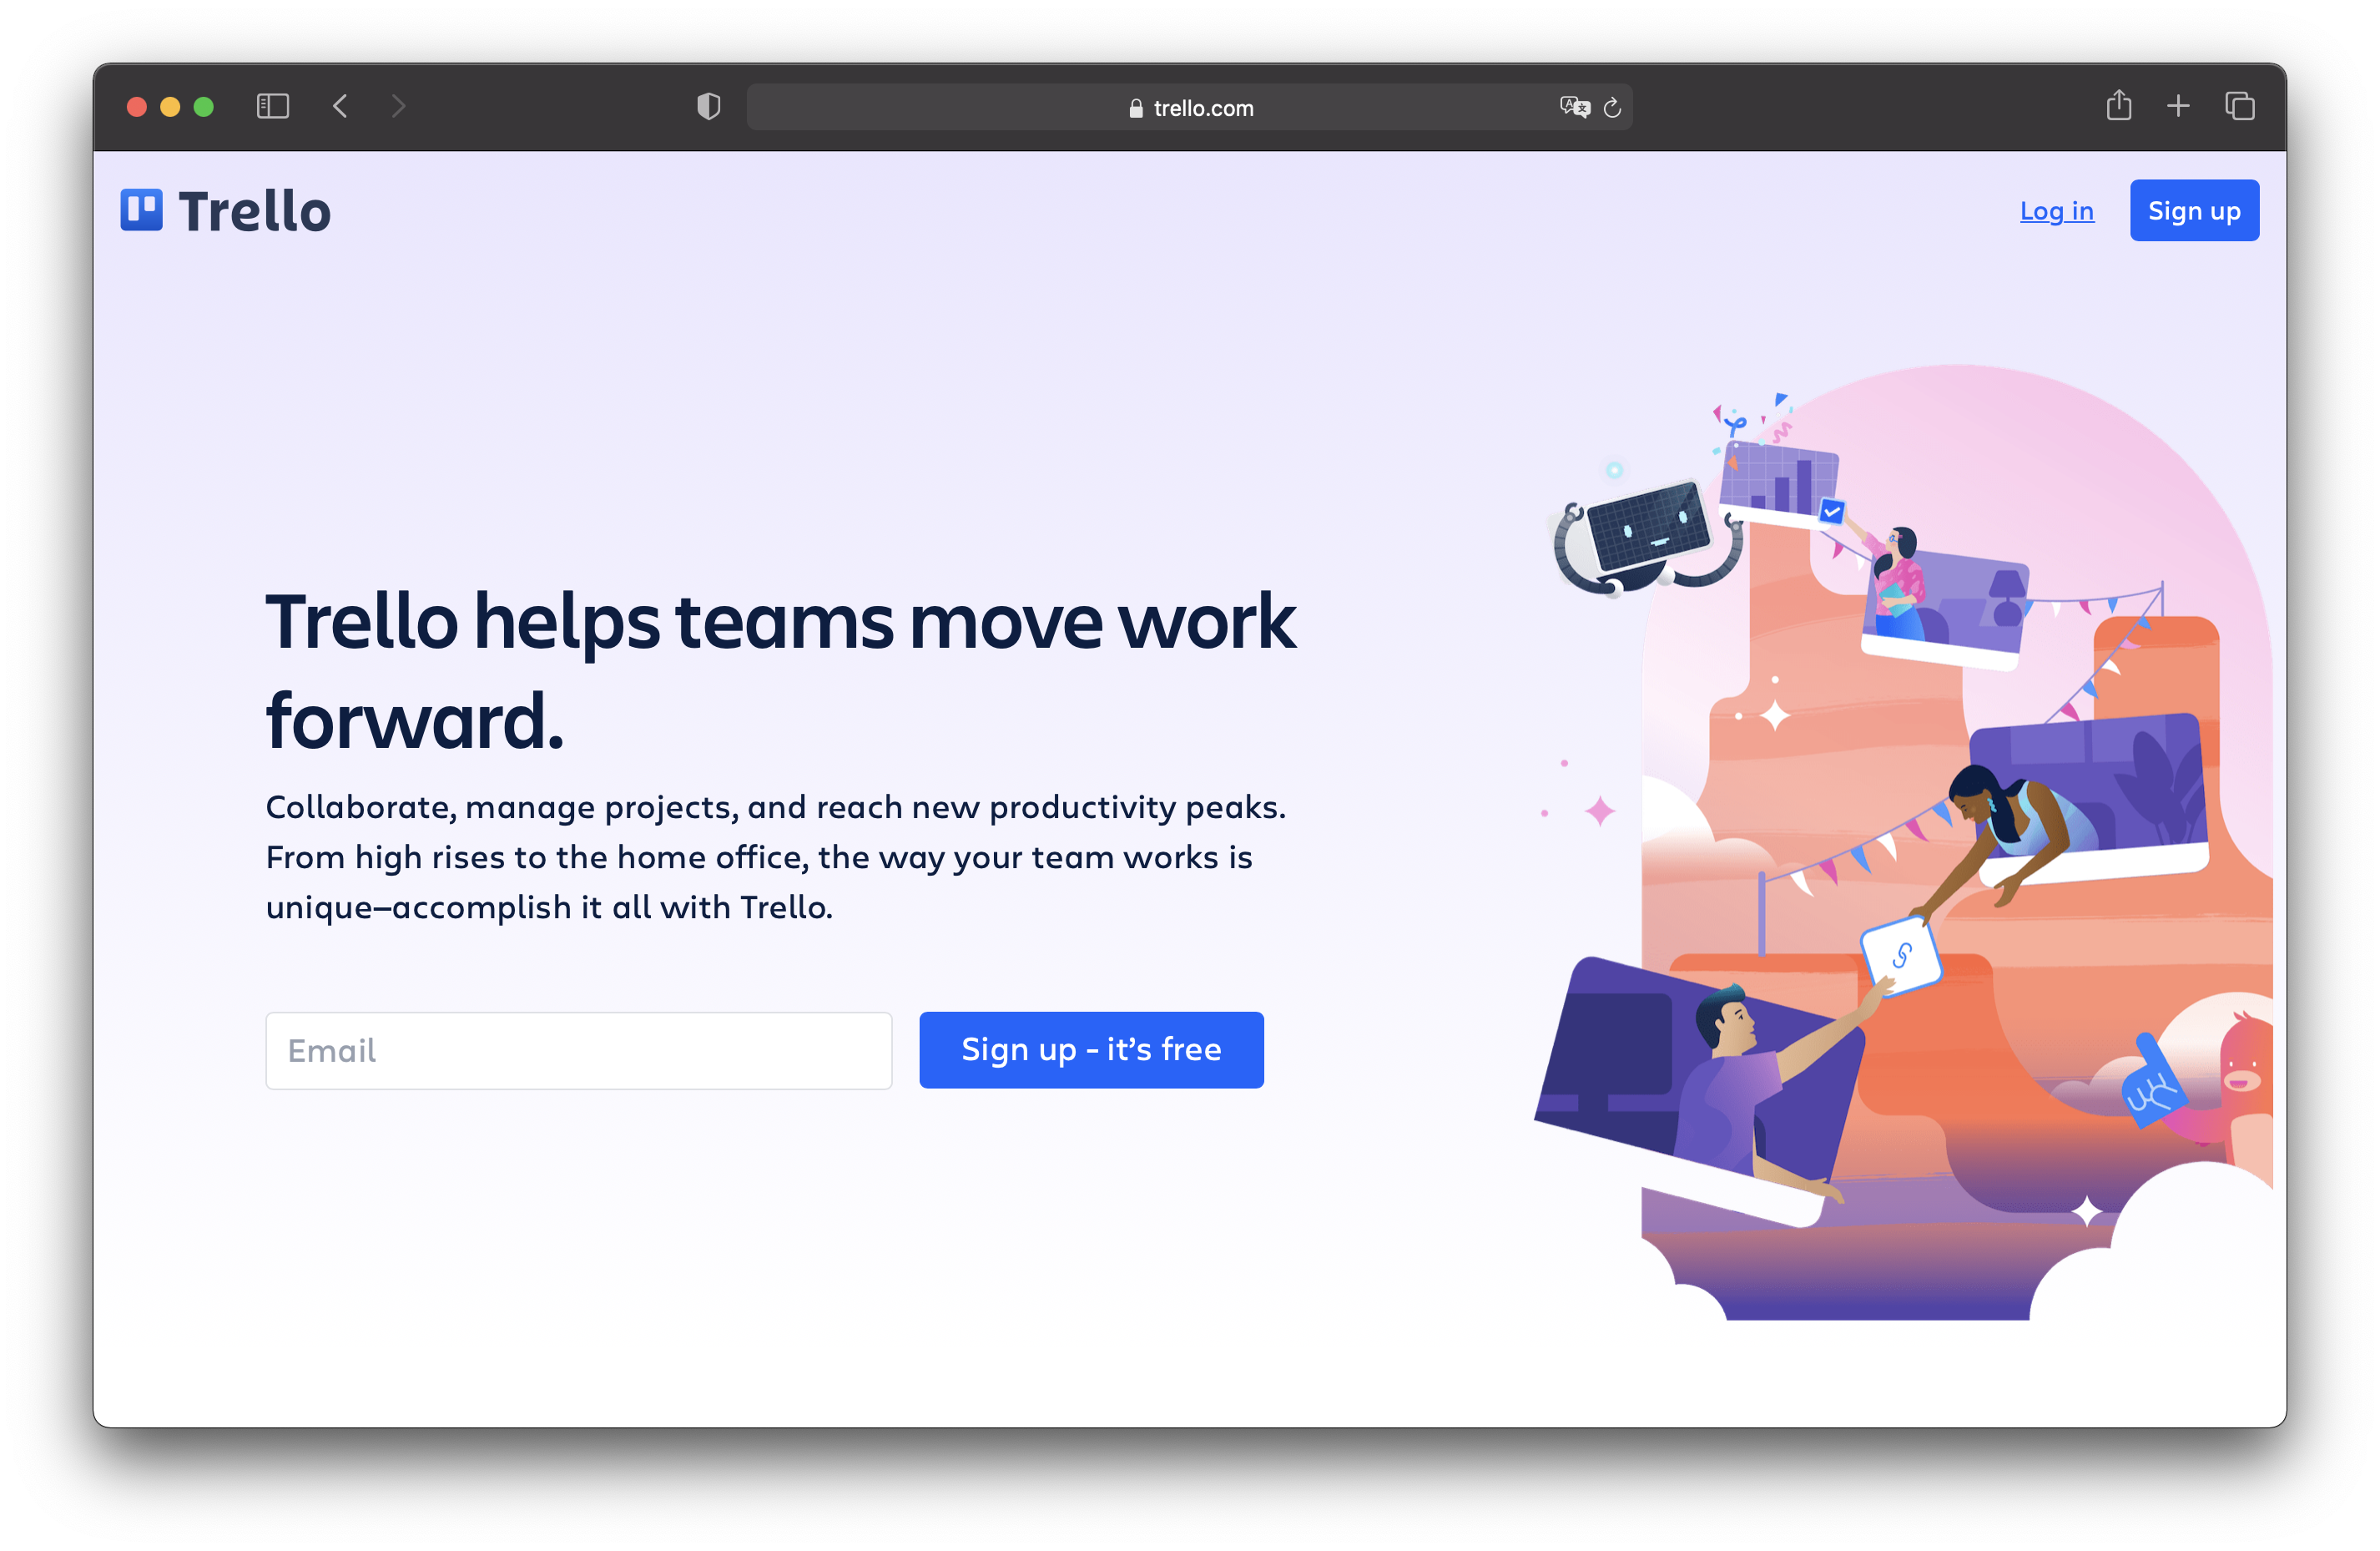 trello.com
Trello
Log in
Sign up
Trello helps teams move work
forward.
Collaborate, manage projects, and reach new productivity peaks.
From high rises to the home office, the way your team works is
unique—accomplish it all with Trello.
Email
Sign up - it’s free